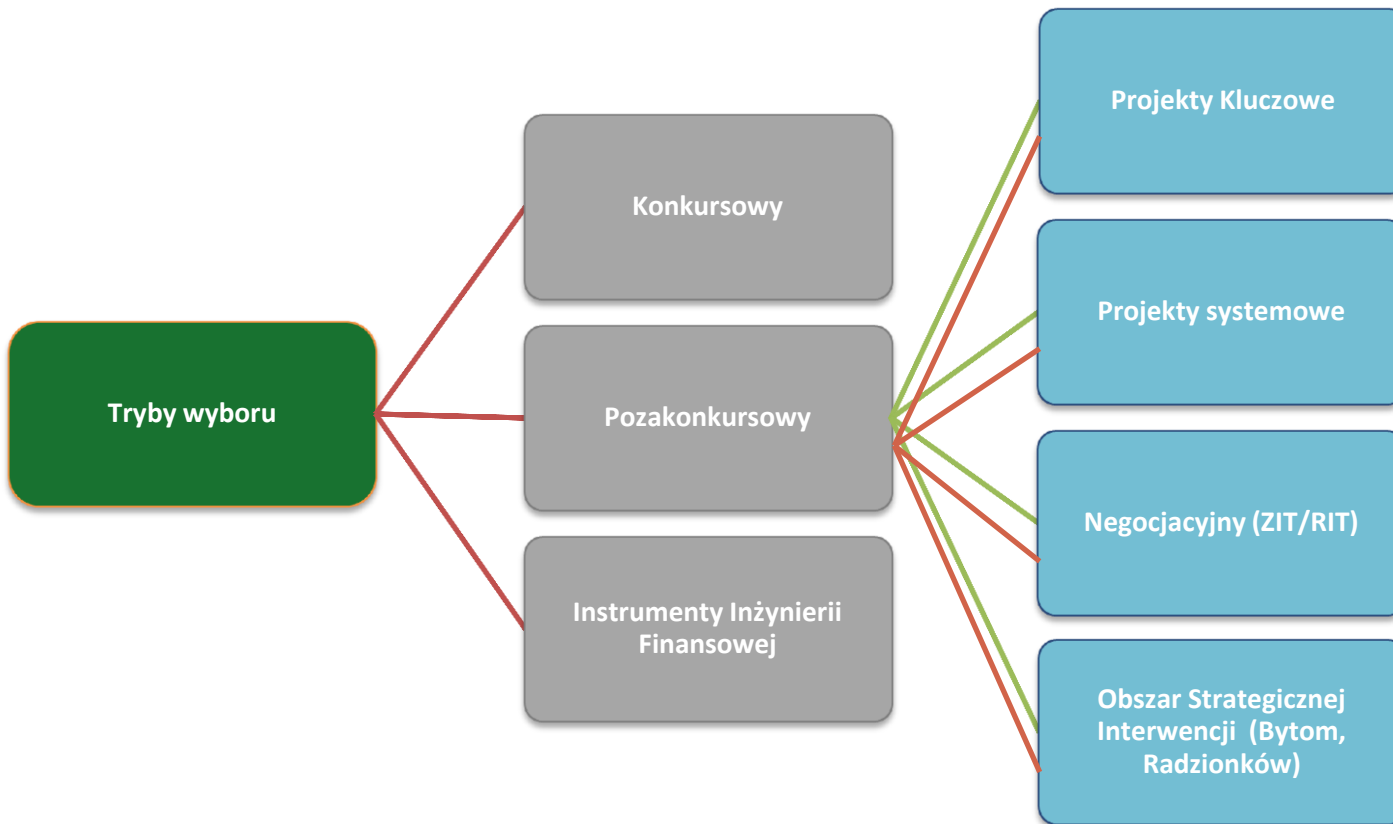 Tryby wyboru
Konkursowy
Pozakonkursowy
Instrumenty Inżynierii
Finansowej
Projekty Kluczowe
Projekty systemowe
Negocjacyjny (ZIT/RIT)
Obszar Strategicznej
Interwencji  (Bytom,
Radzionków)